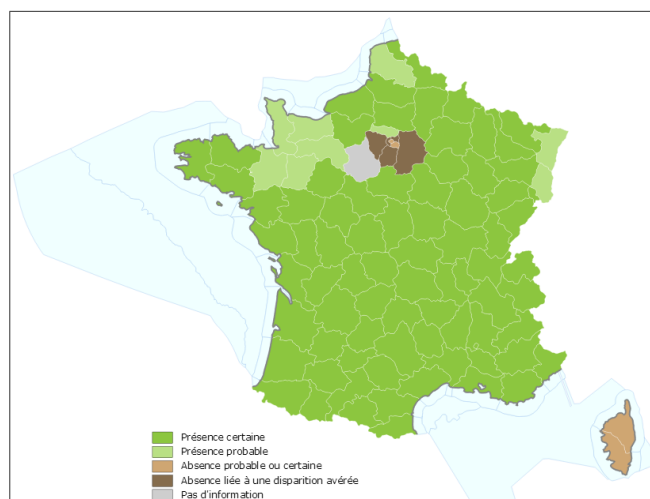 Présence certaine
Présence probable
Absence probable ou certaine
Absence liée à une disparition avérée
Pas d'information